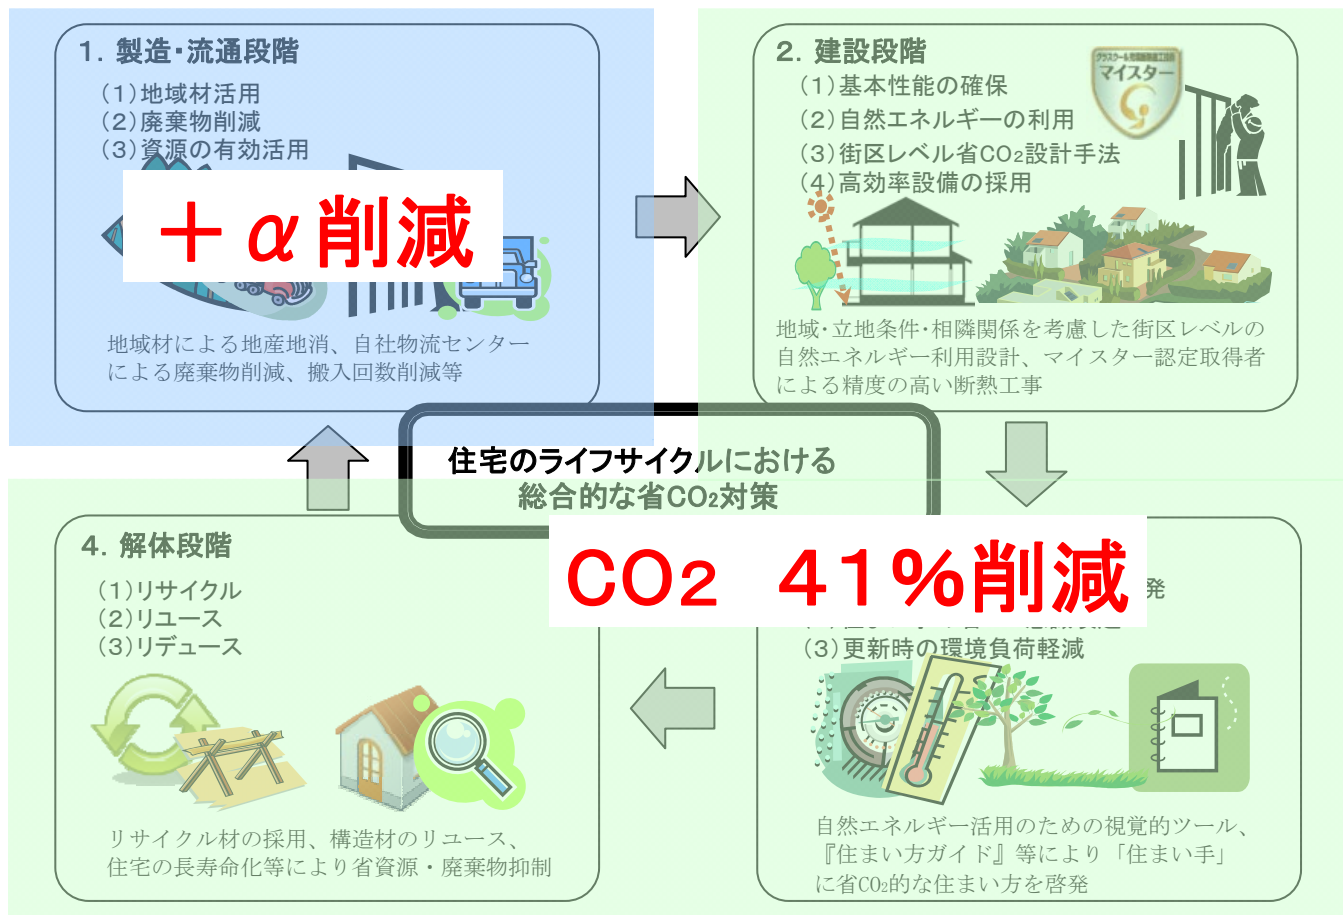 1．製造・流通段階
（1）地域材活用
（2）廃棄物削減
（3）資源の有効活用
＋α削減
地域材による地産地消、自社物流センター
による廃棄物削減、搬入回数削減等
2．建設段階
（1）基本性能の確保
（2）自然エネルギーの利用
（3）街区レベル省CO₂設計手法
（4）高効率設備の採用
マイスター
地域・立地条件・相隣関係を考慮した街区レベルの
自然エネルギー利用設計、マイスター認定取得者
による精度の高い断熱工事
住宅のライフサイクルにおける
総合的な省CO₂対策
CO2　41%削減
4．解体段階
（1）リサイクル
（2）リユース
（3）リデュース
リサイクル材の採用、構造材のリユース、
住宅の長寿命化等により省資源・廃棄物抑制
発
（3）更新時の環境負荷軽減
自然エネルギー活用のための視覚的ツール、
『住まい方ガイド』等により「住まい手」
に省CO₂的な住まい方を啓発